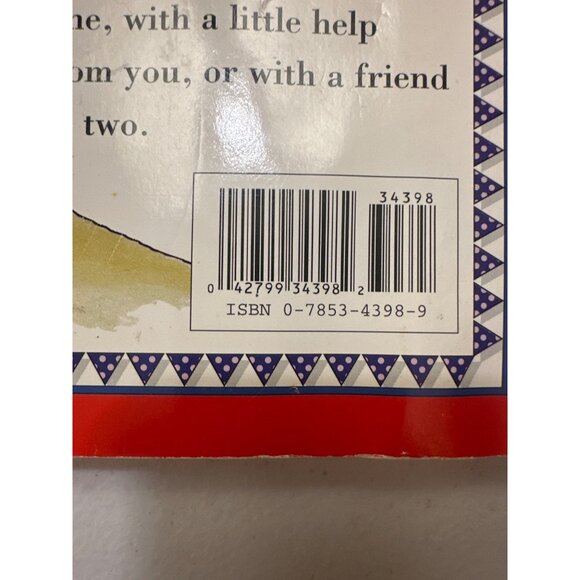 ne, with a little help
om you, or with a friend
two.
34398
0 42799 34398 2
ISBN 0-7853-4398-9